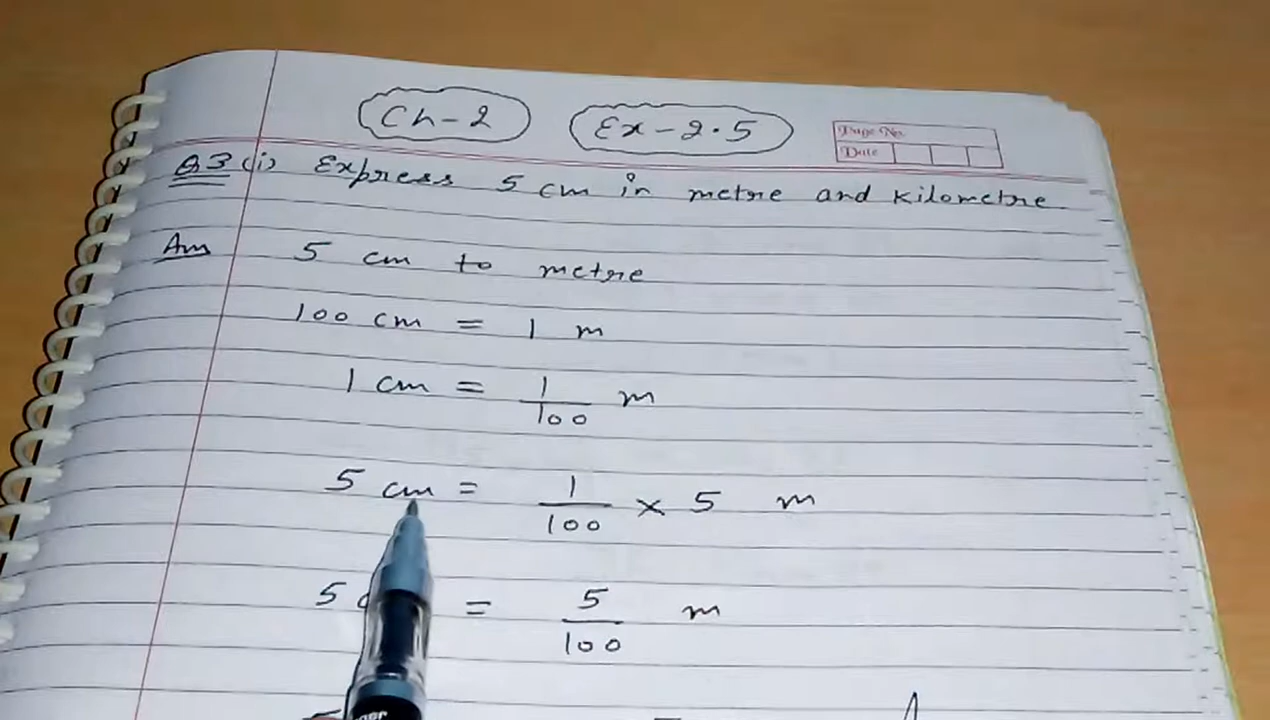 Ch-2 Ex-2.5
Page No.
Date
Q3 (i) Express 5 cm in metre and kilometre
Ans 5 cm to metre
100 cm = 1 m
1 cm = 1/100 m
5 cm = 1/100 × 5 m
5 = 5/100 m